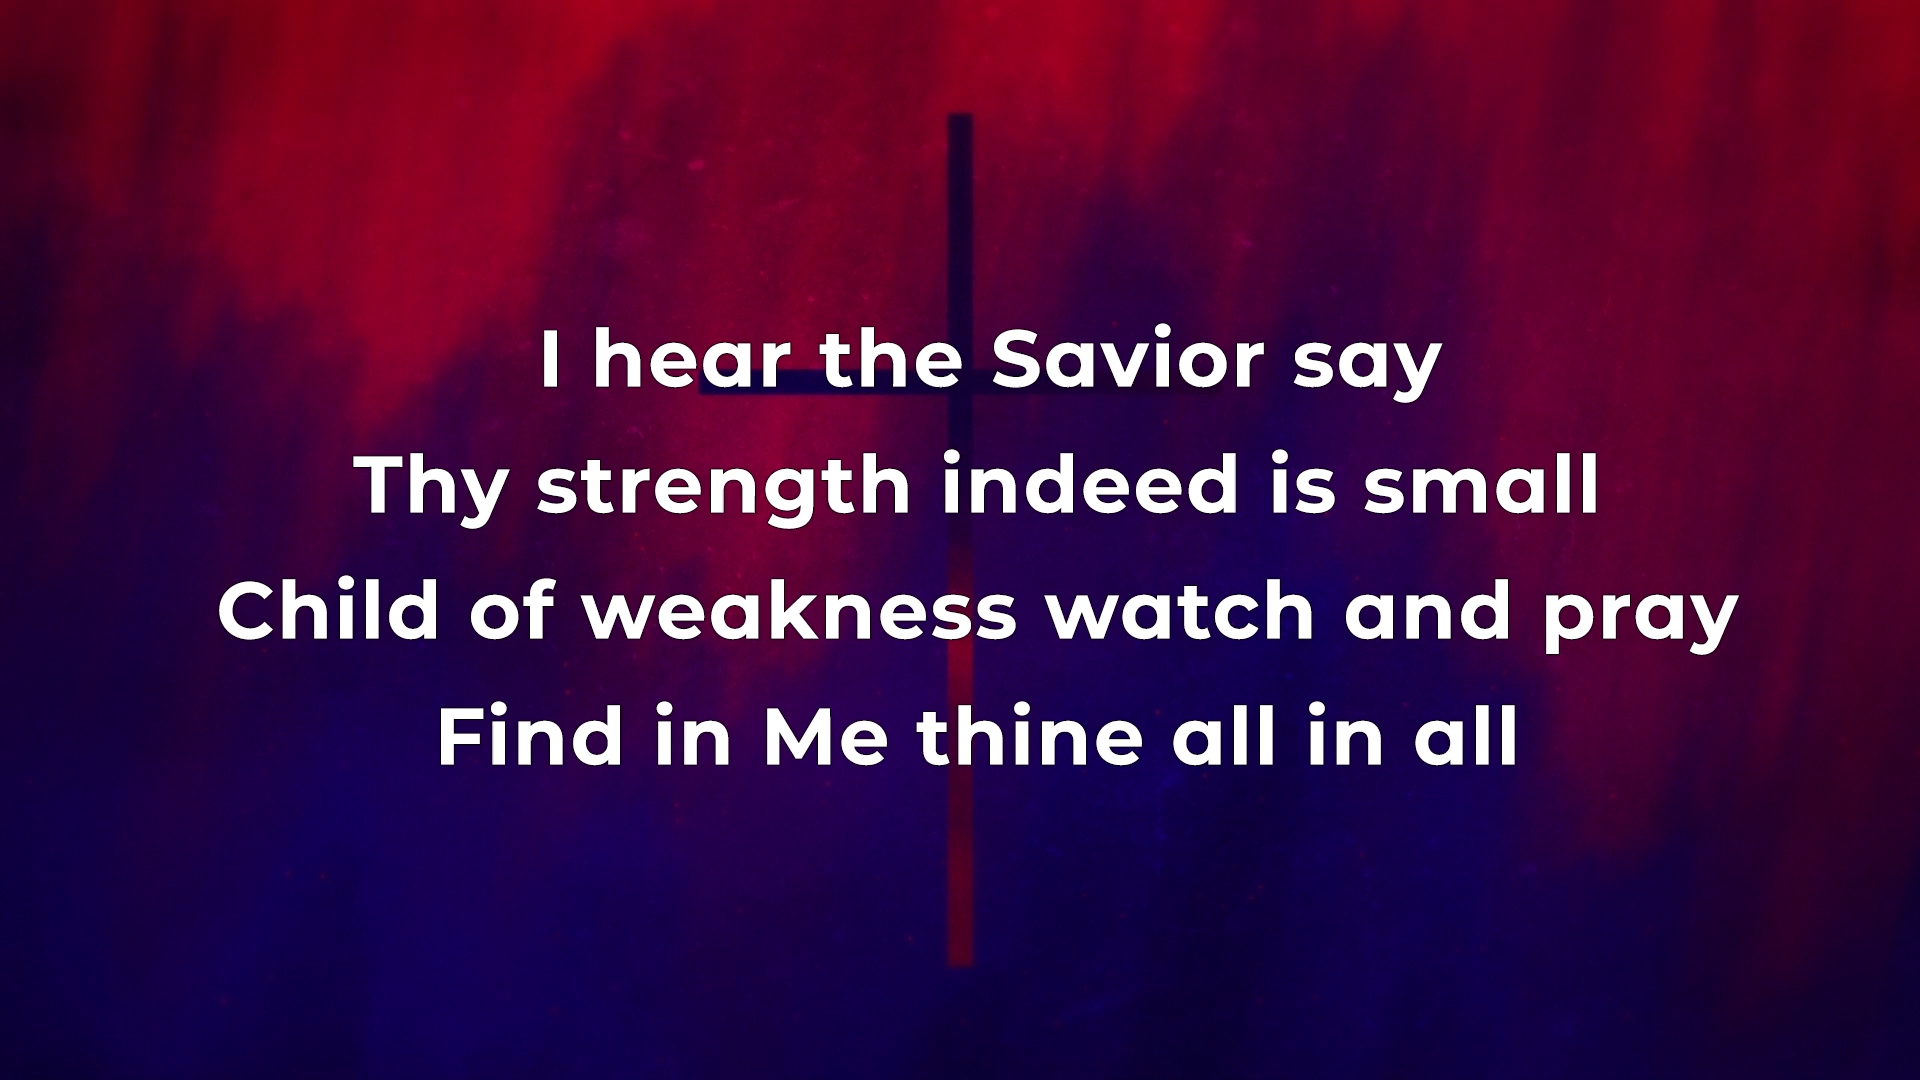 I hear the Savior say
Thy strength indeed is small
Child of weakness watch and pray
Find in Me thine all in all